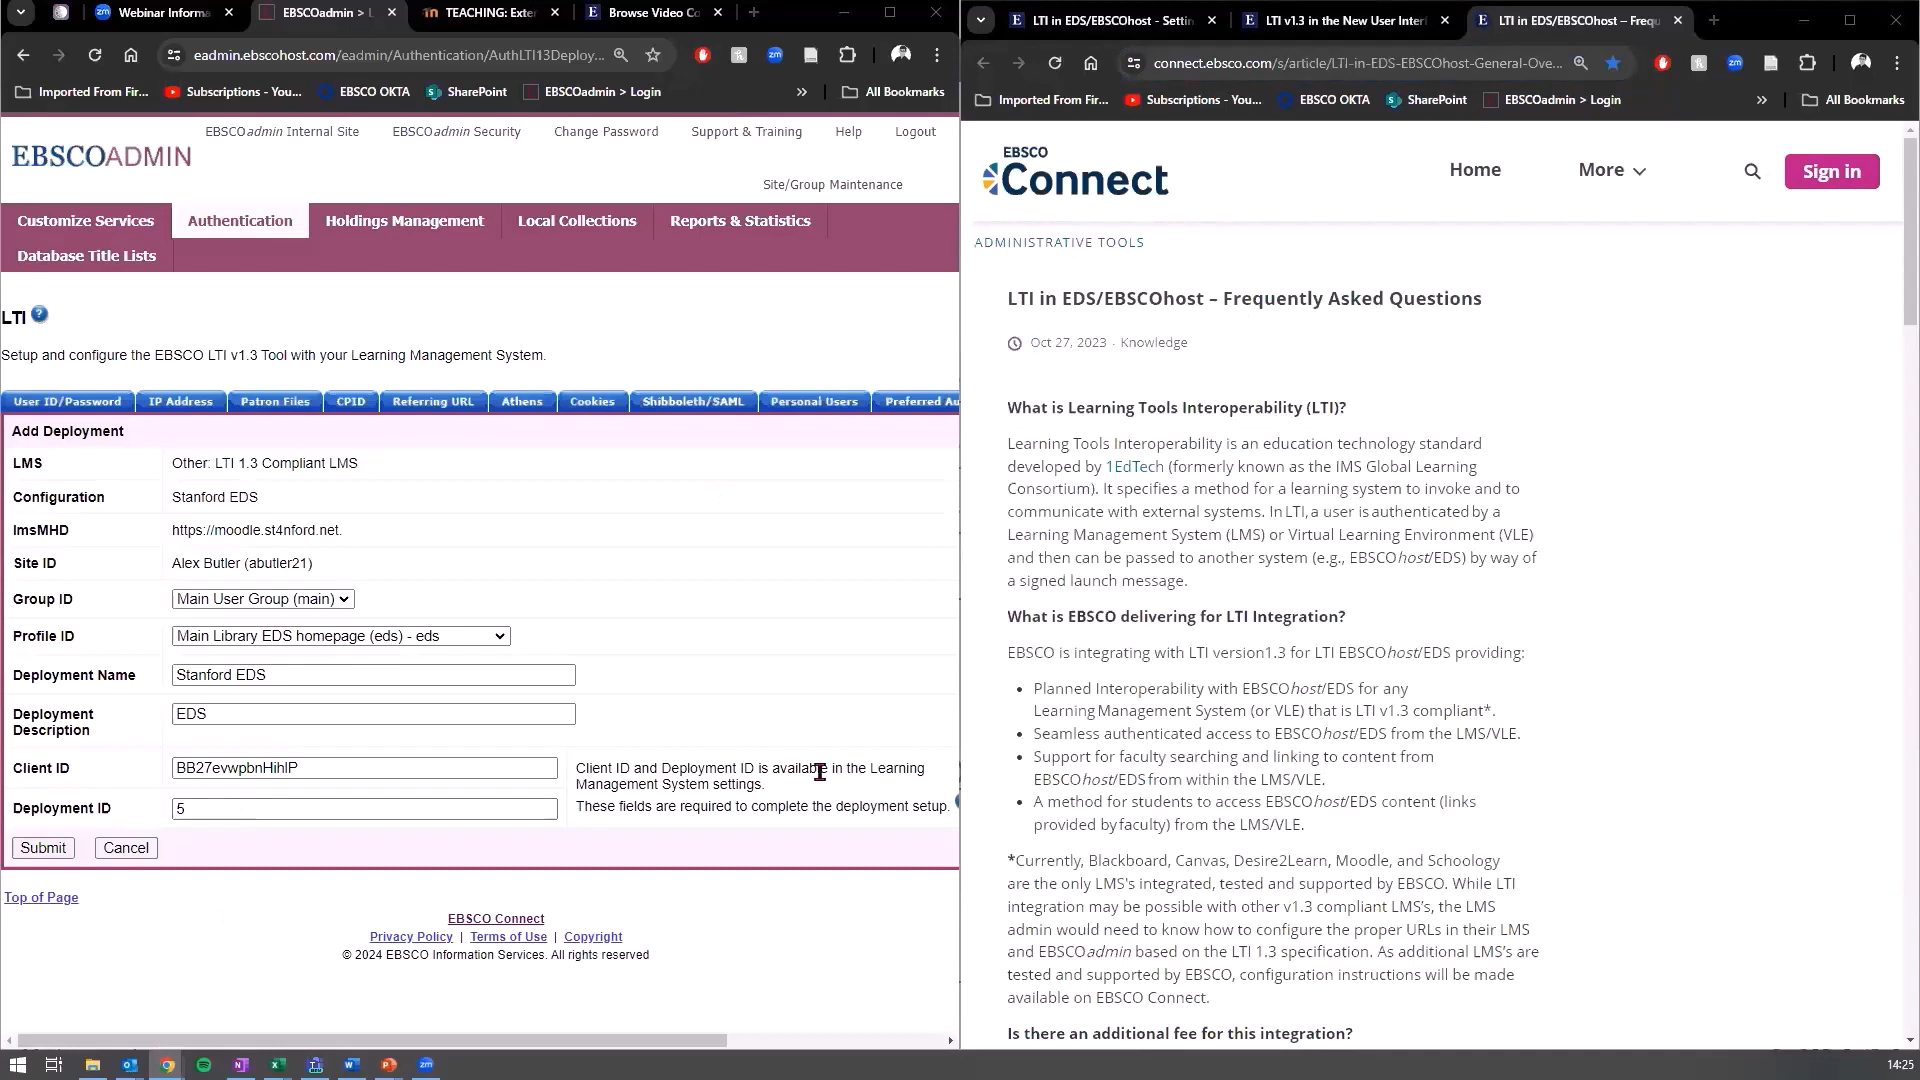 Webinar Informa
EBSCOadmin > L
TEACHING: Exter
Browse Video Co
eadmin.ebscohost.com/eadmin/Authentication/AuthLTI13Deploy...
Imported From Fir...
Subscriptions - You...
EBSCO OKTA
SharePoint
EBSCOadmin > Login
»
All Bookmarks
EBSCOadmin Internal Site
EBSCOadmin Security
Change Password
Support & Training
Help
Logout
EBSCOADMIN
Site/Group Maintenance
Customize Services
Authentication
Holdings Management
Local Collections
Reports & Statistics
Database Title Lists
LTI
Setup and configure the EBSCO LTI v1.3 Tool with your Learning Management System.
User ID/Password
IP Address
Patron Files
CPID
Referring URL
Athens
Cookies
Shibboleth/SAML
Personal Users
Preferred Au
Add Deployment
LMS Other: LTI 1.3 Compliant LMS
Configuration Stanford EDS
lmsMHD https://moodle.st4nford.net.
Site ID Alex Butler (abutler21)
Group ID Main User Group (main)
Profile ID Main Library EDS homepage (eds) - eds
Deployment Name Stanford EDS
Deployment
Description
EDS
Client ID BB27evwpbnHihlP
Client ID and Deployment ID is available in the Learning
Management System settings.
Deployment ID 5
These fields are required to complete the deployment setup.
Submit Cancel
Top of Page
EBSCO Connect
Privacy Policy | Terms of Use | Copyright
© 2024 EBSCO Information Services. All rights reserved
LTI in EDS/EBSCOhost - Settin
LTI v1.3 in the New User Interf
LTI in EDS/EBSCOhost – Frequ
connect.ebsco.com/s/article/LTI-in-EDS-EBSCOhost-General-Ove...
Imported From Fir...
Subscriptions - You...
EBSCO OKTA
SharePoint
EBSCOadmin > Login
»
All Bookmarks
EBSCO
Connect
Home
More
Sign in
ADMINISTRATIVE TOOLS
LTI in EDS/EBSCOhost – Frequently Asked Questions
Oct 27, 2023 · Knowledge
What is Learning Tools Interoperability (LTI)?
Learning Tools Interoperability is an education technology standard
developed by 1EdTech (formerly known as the IMS Global Learning
Consortium). It specifies a method for a learning system to invoke and to
communicate with external systems. In LTI, a user is authenticated by a
Learning Management System (LMS) or Virtual Learning Environment (VLE)
and then can be passed to another system (e.g., EBSCOhost/EDS) by way of
a signed launch message.
What is EBSCO delivering for LTI Integration?
EBSCO is integrating with LTI version1.3 for LTI EBSCOhost/EDS providing:
• Planned Interoperability with EBSCOhost/EDS for any
Learning Management System (or VLE) that is LTI v1.3 compliant*.
• Seamless authenticated access to EBSCOhost/EDS from the LMS/VLE.
• Support for faculty searching and linking to content from
EBSCOhost/EDS from within the LMS/VLE.
• A method for students to access EBSCOhost/EDS content (links
provided by faculty) from the LMS/VLE.
*Currently, Blackboard, Canvas, Desire2Learn, Moodle, and Schoology
are the only LMS's integrated, tested and supported by EBSCO. While LTI
integration may be possible with other v1.3 compliant LMS's, the LMS
admin would need to know how to configure the proper URLs in their LMS
and EBSCOadmin based on the LTI 1.3 specification. As additional LMS's are
tested and supported by EBSCO, configuration instructions will be made
available on EBSCO Connect.
Is there an additional fee for this integration?
14:25